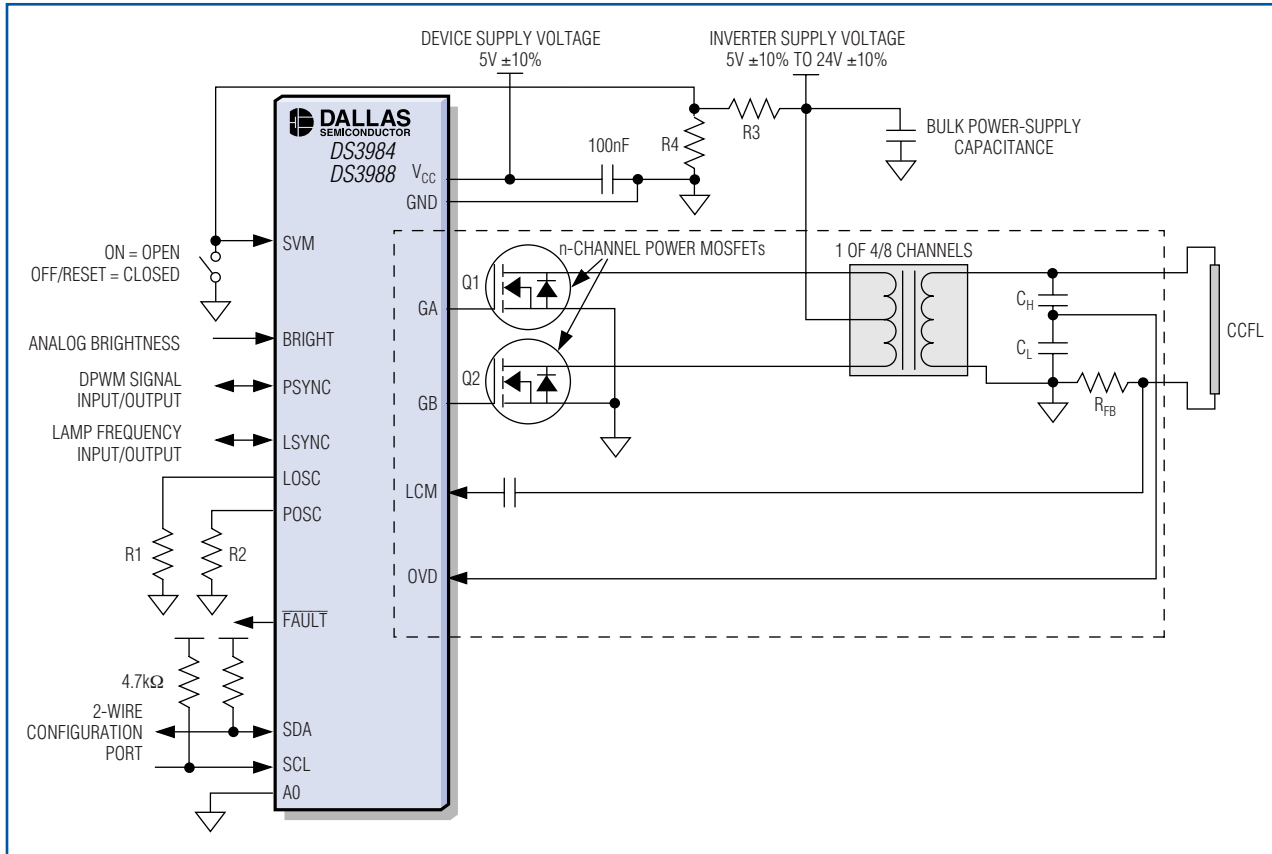 DEVICE SUPPLY VOLTAGE
5V ±10%
INVERTER SUPPLY VOLTAGE
5V ±10% TO 24V ±10%
DALLAS
SEMICONDUCTOR
DS3984
DS3988
R3
R4
100nF
BULK POWER-SUPPLY
CAPACITANCE
VCC
GND
ON = OPEN
OFF/RESET = CLOSED
SVM
n-CHANNEL POWER MOSFETs
1 OF 4/8 CHANNELS
Q1
GA
CH
CL
CCFL
ANALOG BRIGHTNESS
BRIGHT
DPWM SIGNAL
INPUT/OUTPUT
PSYNC
Q2
GB
RFB
LAMP FREQUENCY
INPUT/OUTPUT
LSYNC
LOSC
LCM
POSC
R1
R2
OVD
FAULT
4.7kΩ
2-WIRE
CONFIGURATION
PORT
SDA
SCL
A0